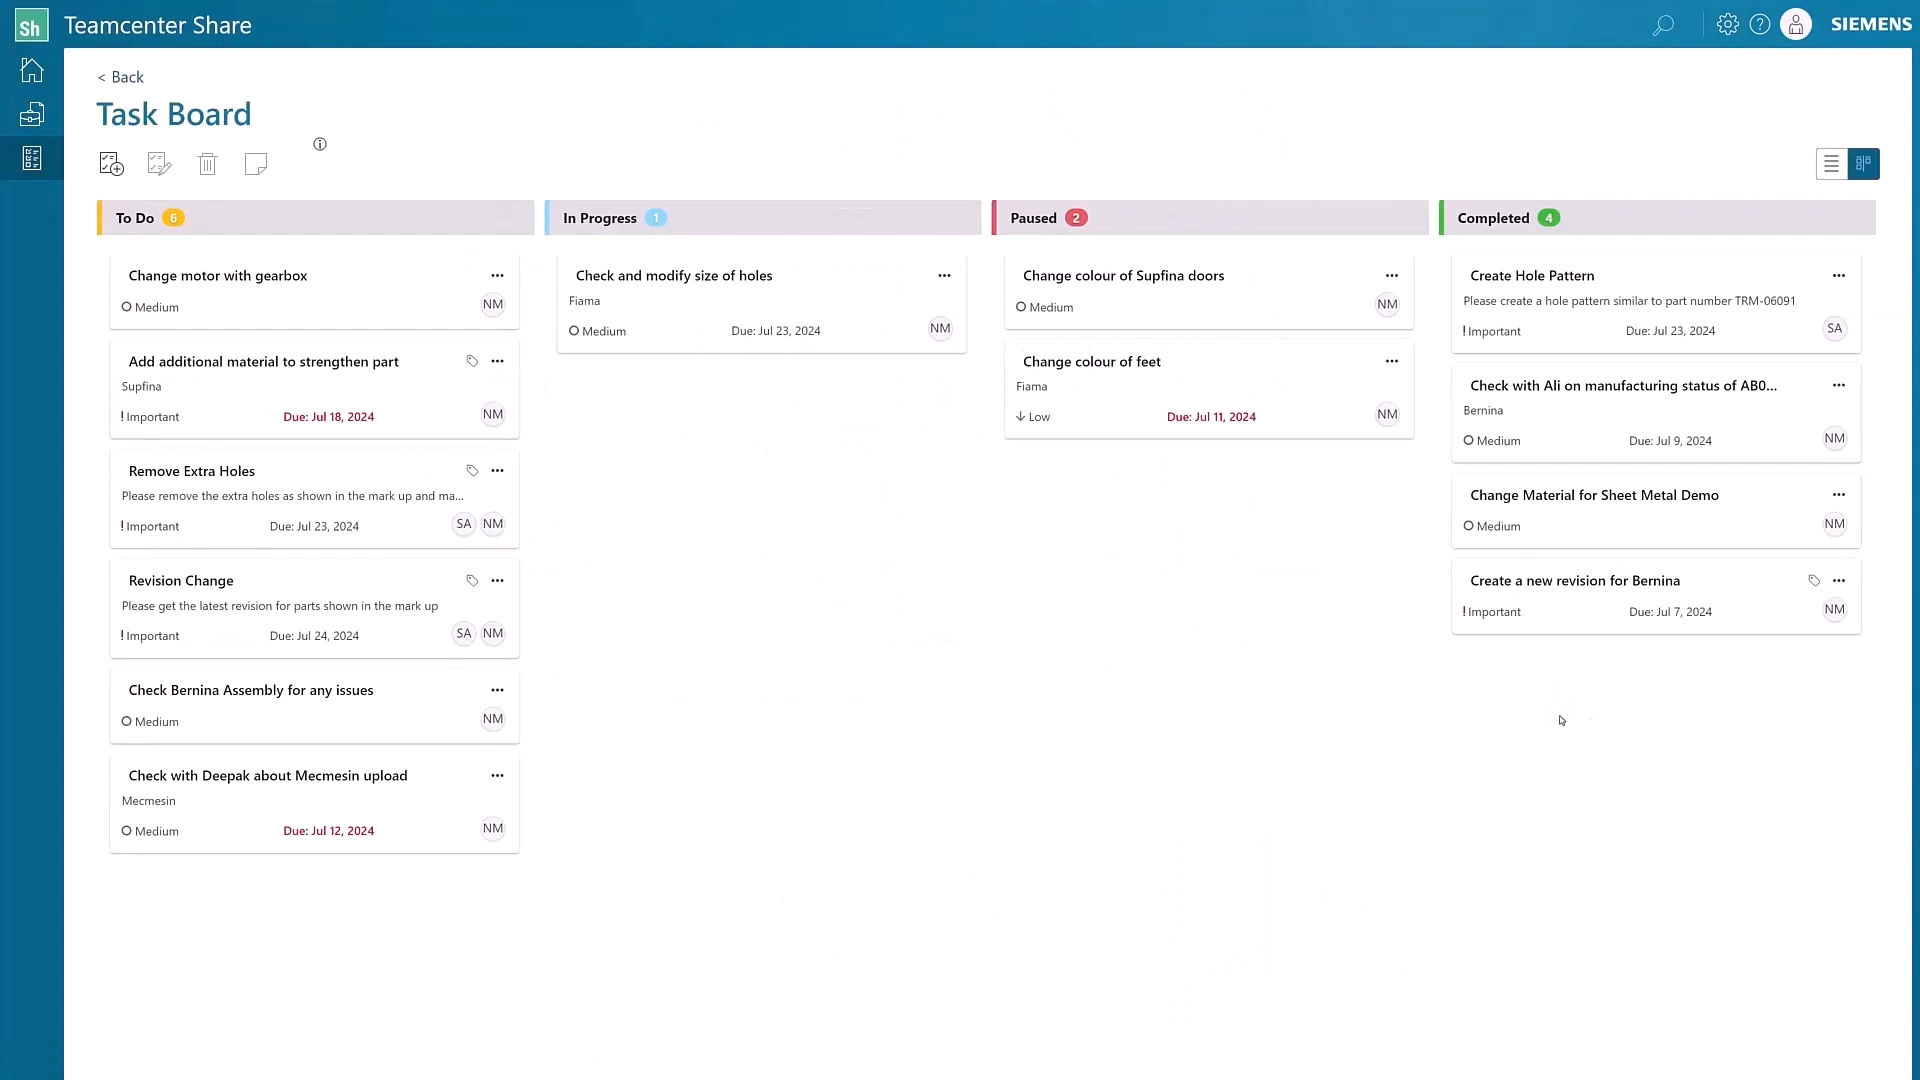 Sh Teamcenter Share
SIEMENS
< Back
Task Board
To Do 6
Change motor with gearbox
Medium NM
Add additional material to strengthen part
Supfina
! Important Due: Jul 18, 2024 NM
Remove Extra Holes
Please remove the extra holes as shown in the mark up and ma...
! Important Due: Jul 23, 2024 SA NM
Revision Change
Please get the latest revision for parts shown in the mark up
! Important Due: Jul 24, 2024 SA NM
Check Bernina Assembly for any issues
Medium NM
Check with Deepak about Mecmesin upload
Mecmesin
Medium Due: Jul 12, 2024 NM
In Progress 1
Check and modify size of holes
Fiama
Medium Due: Jul 23, 2024 NM
Paused 2
Change colour of Supfina doors
Medium NM
Change colour of feet
Fiama
Low Due: Jul 11, 2024 NM
Completed 4
Create Hole Pattern
Please create a hole pattern similar to part number TRM-06091
! Important Due: Jul 23, 2024 SA
Check with Ali on manufacturing status of AB0...
Bernina
Medium Due: Jul 9, 2024 NM
Change Material for Sheet Metal Demo
Medium NM
Create a new revision for Bernina
! Important Due: Jul 7, 2024 NM